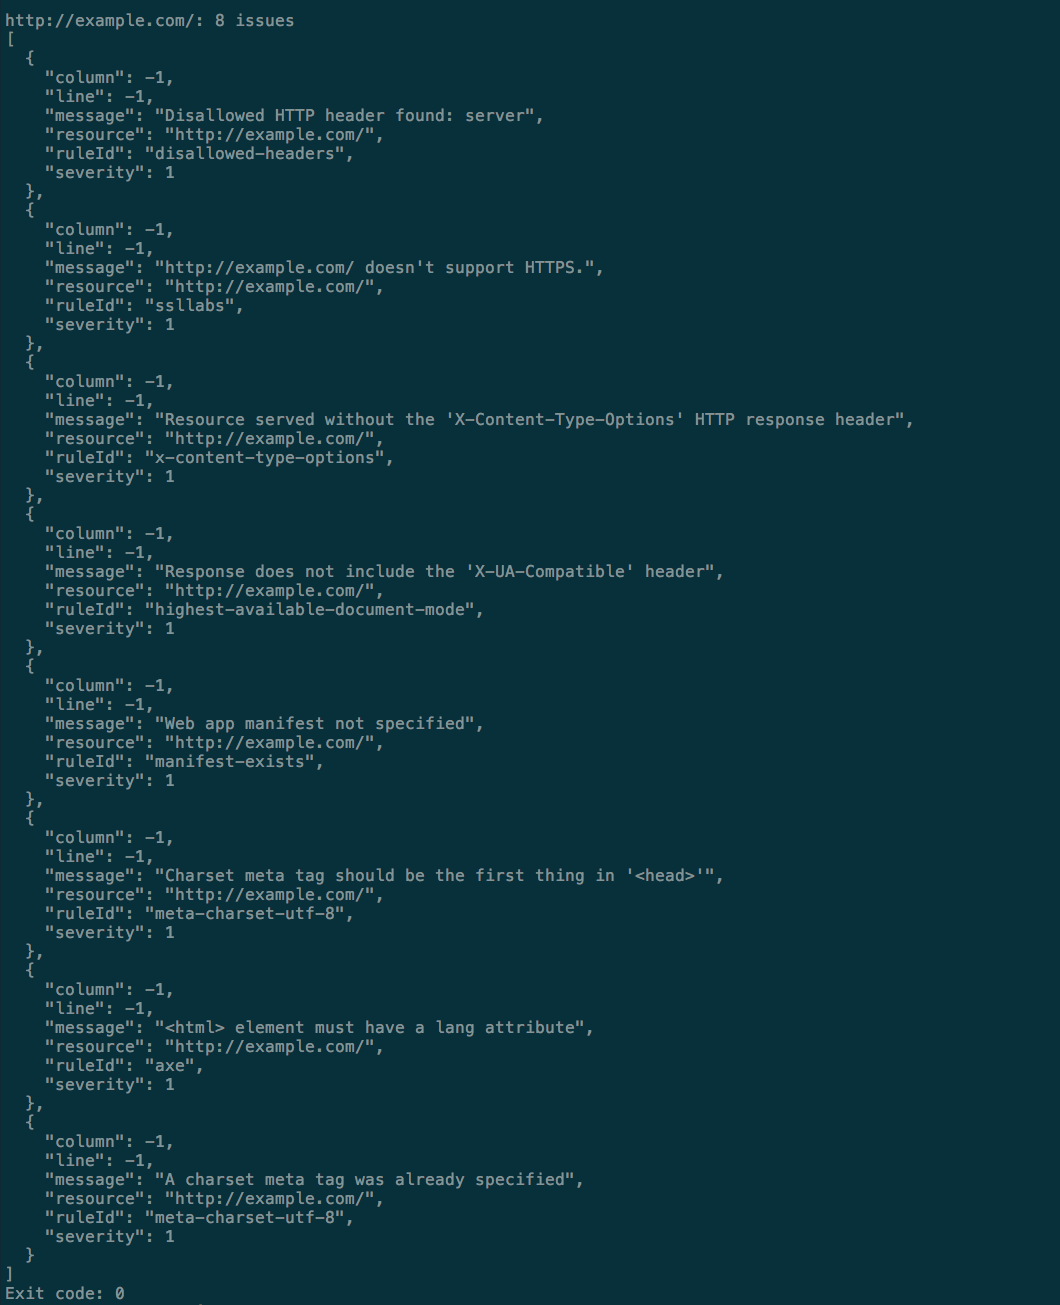 http://example.com/: 8 issues
[
  {
    "column": -1,
    "line": -1,
    "message": "Disallowed HTTP header found: server",
    "resource": "http://example.com/",
    "ruleId": "disallowed-headers",
    "severity": 1
  },
  {
    "column": -1,
    "line": -1,
    "message": "http://example.com/ doesn't support HTTPS.",
    "resource": "http://example.com/",
    "ruleId": "ssllabs",
    "severity": 1
  },
  {
    "column": -1,
    "line": -1,
    "message": "Resource served without the 'X-Content-Type-Options' HTTP response header",
    "resource": "http://example.com/",
    "ruleId": "x-content-type-options",
    "severity": 1
  },
  {
    "column": -1,
    "line": -1,
    "message": "Response does not include the 'X-UA-Compatible' header",
    "resource": "http://example.com/",
    "ruleId": "highest-available-document-mode",
    "severity": 1
  },
  {
    "column": -1,
    "line": -1,
    "message": "Web app manifest not specified",
    "resource": "http://example.com/",
    "ruleId": "manifest-exists",
    "severity": 1
  },
  {
    "column": -1,
    "line": -1,
    "message": "Charset meta tag should be the first thing in '<head>'",
    "resource": "http://example.com/",
    "ruleId": "meta-charset-utf-8",
    "severity": 1
  },
  {
    "column": -1,
    "line": -1,
    "message": "<html> element must have a lang attribute",
    "resource": "http://example.com/",
    "ruleId": "axe",
    "severity": 1
  },
  {
    "column": -1,
    "line": -1,
    "message": "A charset meta tag was already specified",
    "resource": "http://example.com/",
    "ruleId": "meta-charset-utf-8",
    "severity": 1
  }
]
Exit code: 0